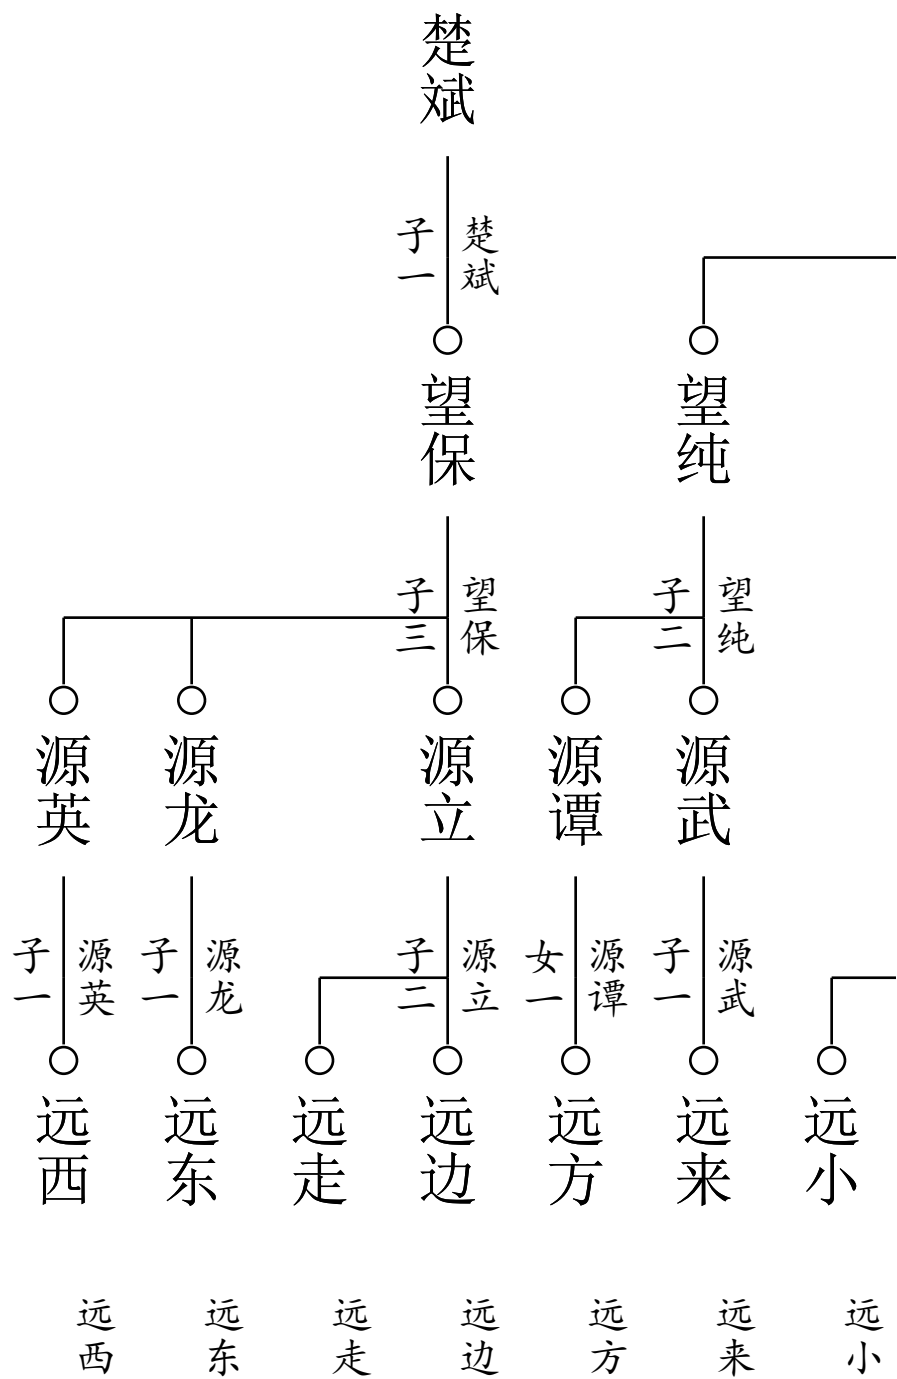 楚斌
子一
楚斌
望保
望纯
子三
望保
子二
望纯
源英
源龙
源立
源谭
源武
子一
源英
子一
源龙
子二
源立
女一
源谭
子一
源武
远西
远东
远走
远边
远方
远来
远小
远西
远东
远走
远边
远方
远来
远小